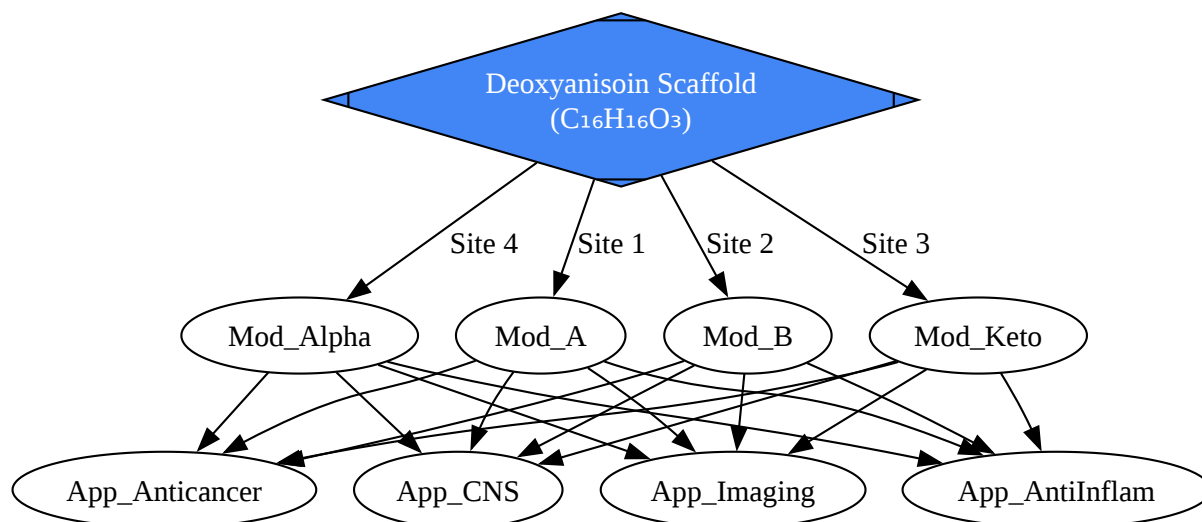 Deoxyanisoin Scaffold
(C₁₆H₁₆O₃)
Site 4
Site 1
Site 2
Site 3
Mod_Alpha
Mod_A
Mod_B
Mod_Keto
App_Anticancer
App_CNS
App_Imaging
App_AntiInflam